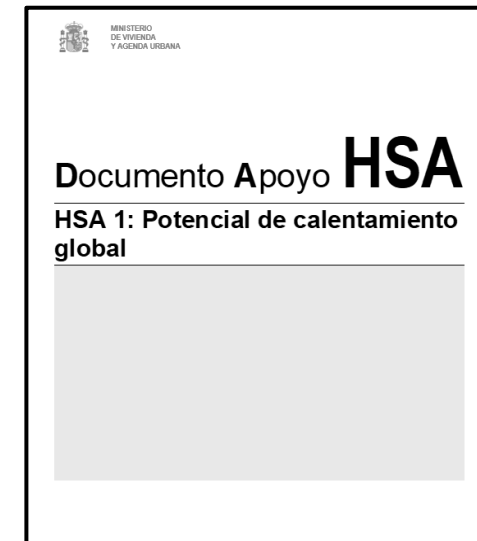 MINISTERIO
DE VIVIENDA
Y AGENDA URBANA
Documento Apoyo HSA
HSA 1: Potencial de calentamiento
global